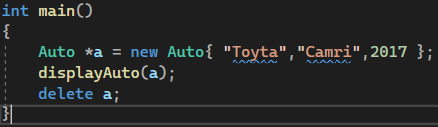 int main()
{
Auto *a = new Auto{ "Toyta","Camri",2017 };
displayAuto(a);
delete a;
}